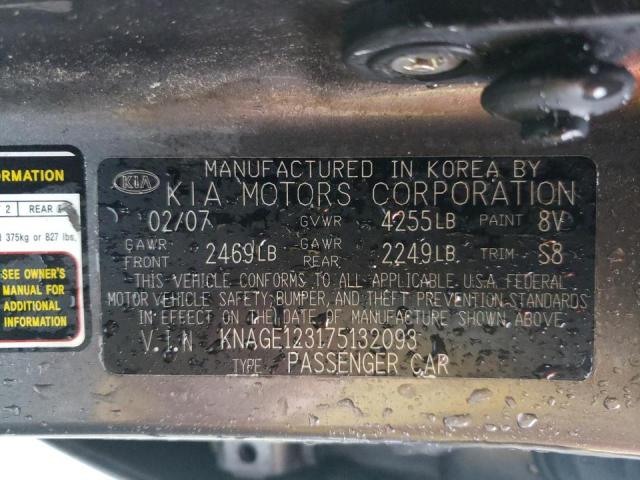 ORMATION
2 REAR
375kg or 827 lbs.
SEE OWNER'S
MANUAL FOR
ADDITIONAL
INFORMATION
KIA
MANUFACTURED IN KOREA BY
KIA MOTORS CORPORATION
02/07 GVWR 4255LB PAINT 8V
GAWR FRONT 2469LB GAWR REAR 2249LB TRIM S8
THIS VEHICLE CONFORMS TO ALL APPLICABLE U.S.A. FEDERAL
MOTOR VEHICLE SAFETY, BUMPER, AND THEFT PREVENTION STANDARDS
IN EFFECT ON THE DATE OF MANUFACTURE SHOWN ABOVE.
V.I.N KNAGE123175132093
TYPE PASSENGER CAR